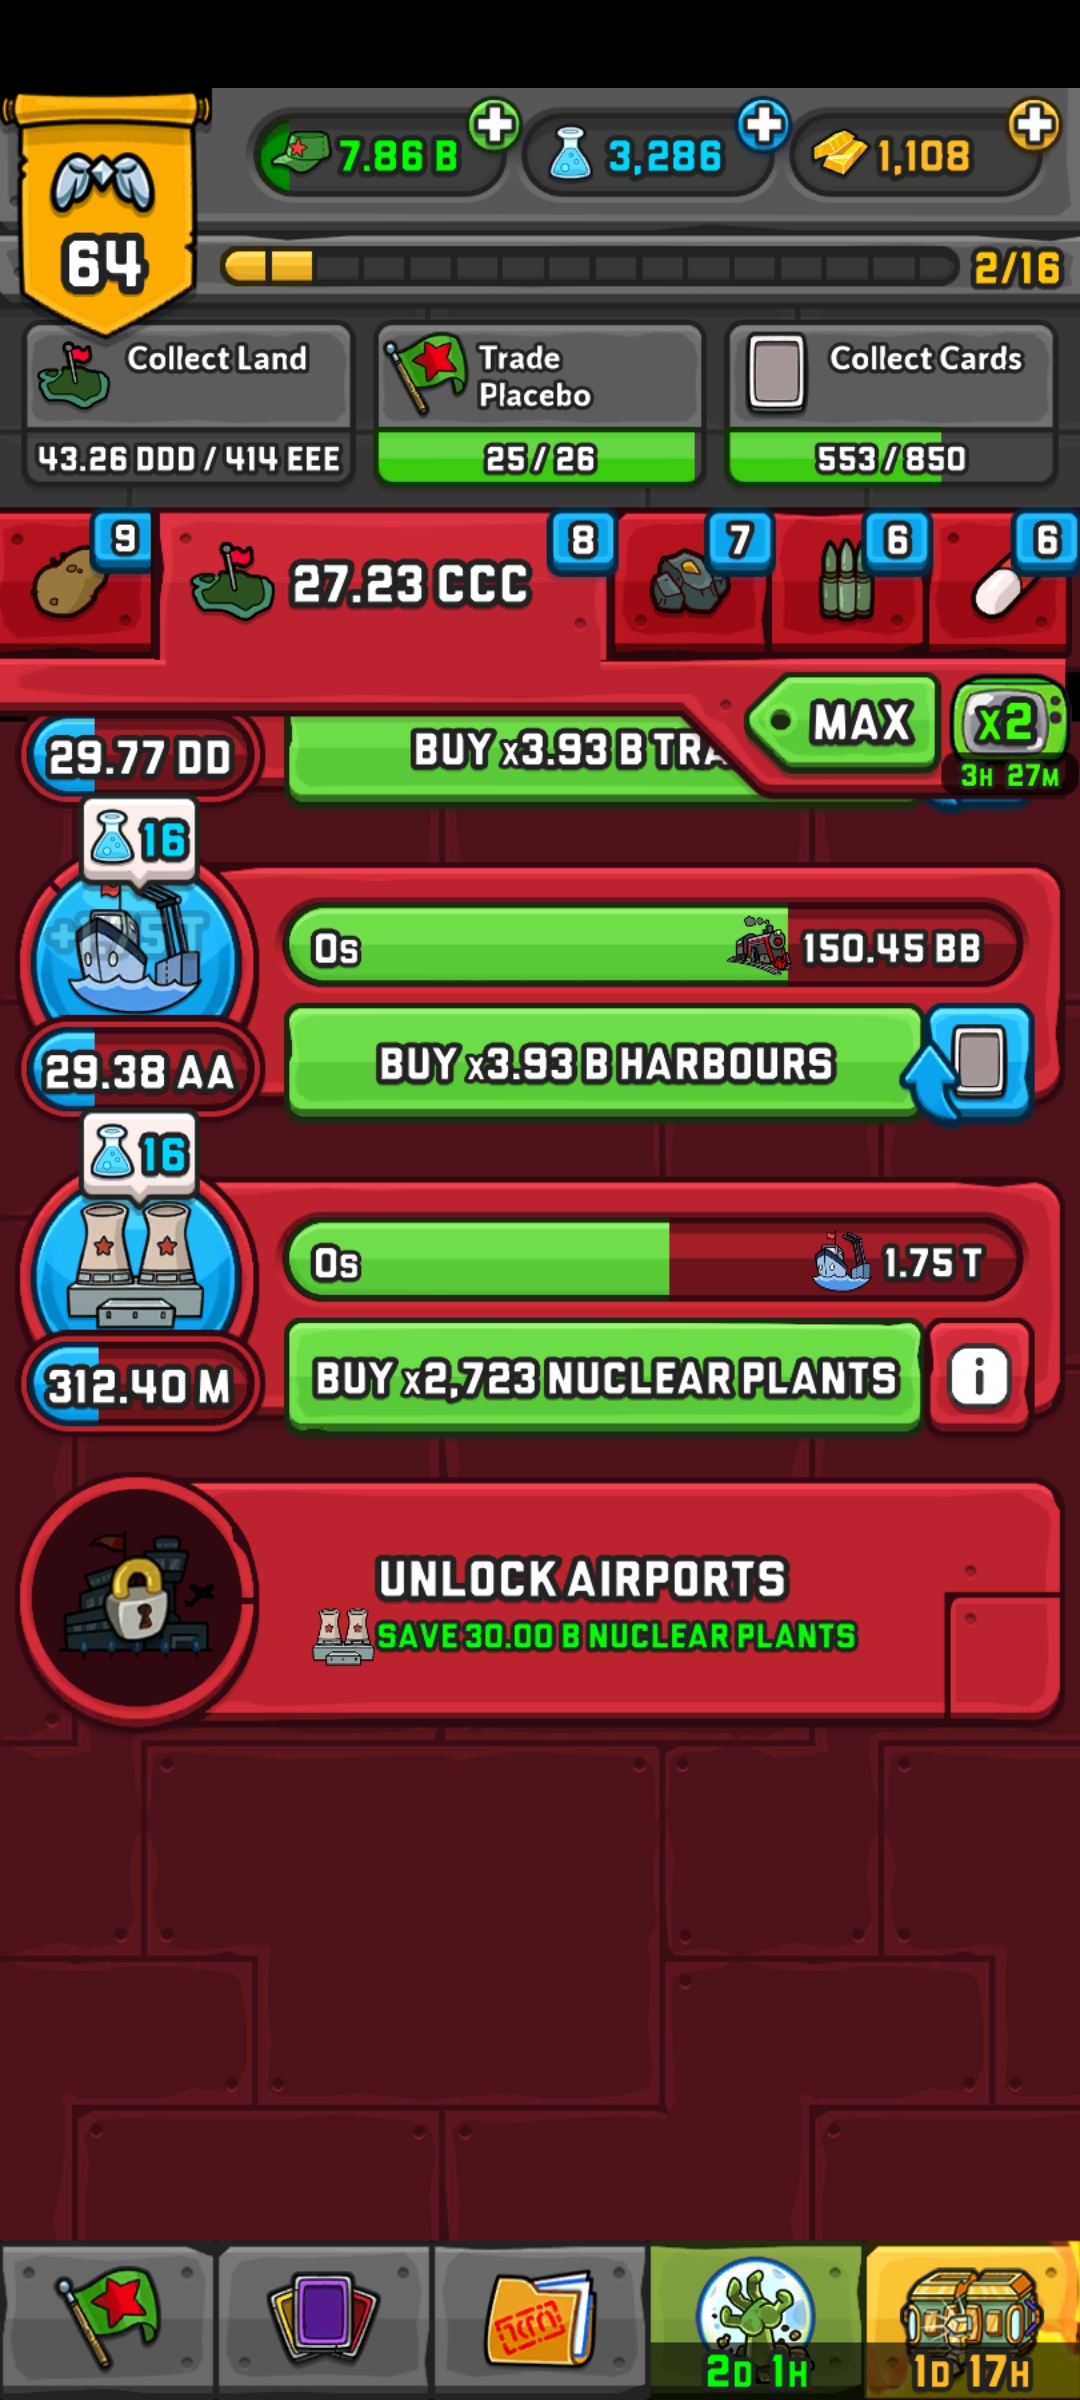 7.86 B
3,286
1,108
64
2/16
Collect Land
43.26 DDD / 414 EEE
Trade
Placebo
25 / 26
Collect Cards
553 / 850
9
27.23 CCC
8
7
6
6
MAX
x2
3H 27M
29.77 DD
BUY x3.93 B TRA
16
0s
150.45 BB
29.38 AA
BUY x3.93 B HARBOURS
16
0s
1.75 T
312.40 M
BUY x2,723 NUCLEAR PLANTS
i
UNLOCK AIRPORTS
SAVE 30.00 B NUCLEAR PLANTS
2D 1H
1D 17H